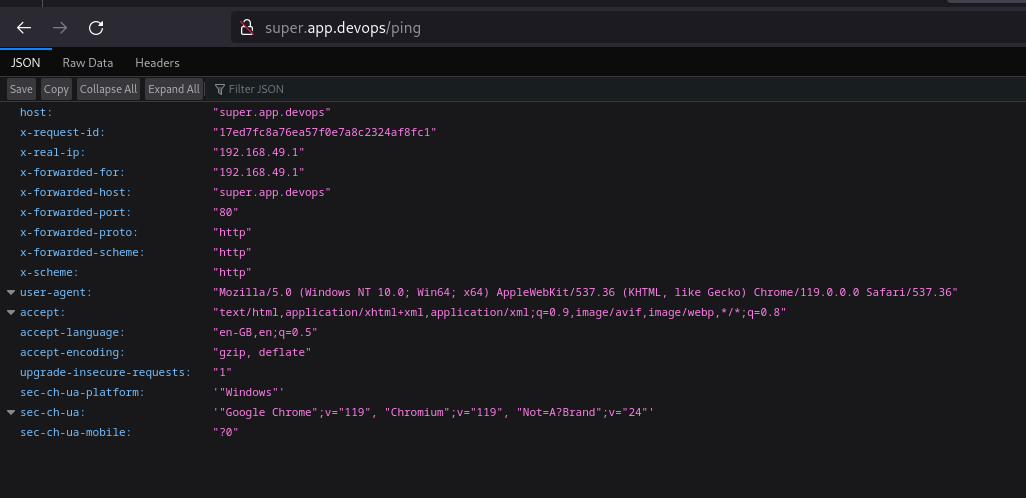 super.app.devops/ping
JSON Raw Data Headers
Save Copy Collapse All Expand All Filter JSON
host: "super.app.devops"
x-request-id: "17ed7fc8a76ea57f0e7a8c2324af8fc1"
x-real-ip: "192.168.49.1"
x-forwarded-for: "192.168.49.1"
x-forwarded-host: "super.app.devops"
x-forwarded-port: "80"
x-forwarded-proto: "http"
x-forwarded-scheme: "http"
x-scheme: "http"
user-agent: "Mozilla/5.0 (Windows NT 10.0; Win64; x64) AppleWebKit/537.36 (KHTML, like Gecko) Chrome/119.0.0.0 Safari/537.36"
accept: "text/html,application/xhtml+xml,application/xml;q=0.9,image/avif,image/webp,*/*;q=0.8"
accept-language: "en-GB,en;q=0.5"
accept-encoding: "gzip, deflate"
upgrade-insecure-requests: "1"
sec-ch-ua-platform: '"Windows"'
sec-ch-ua: '"Google Chrome";v="119", "Chromium";v="119", "Not=A?Brand";v="24"'
sec-ch-ua-mobile: "?0"